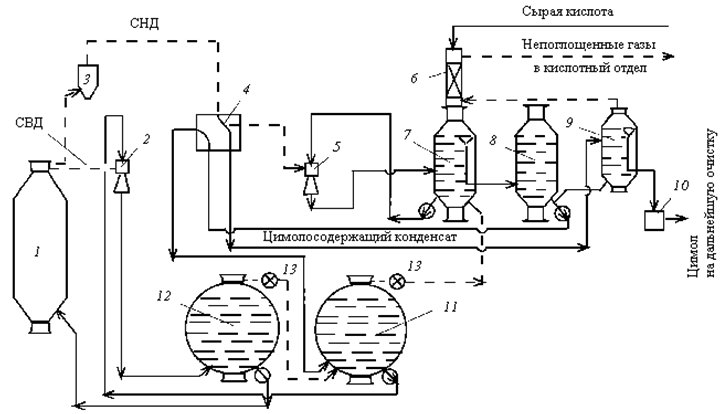 СНД
Сырая кислота
Непоглощенные газы
в кислотный отдел
3
6
4
СВД
2
5
7
8
9
10
1
Цимолосодержащий конденсат
Цимол
на дальнейшую очистку
13
13
12
11